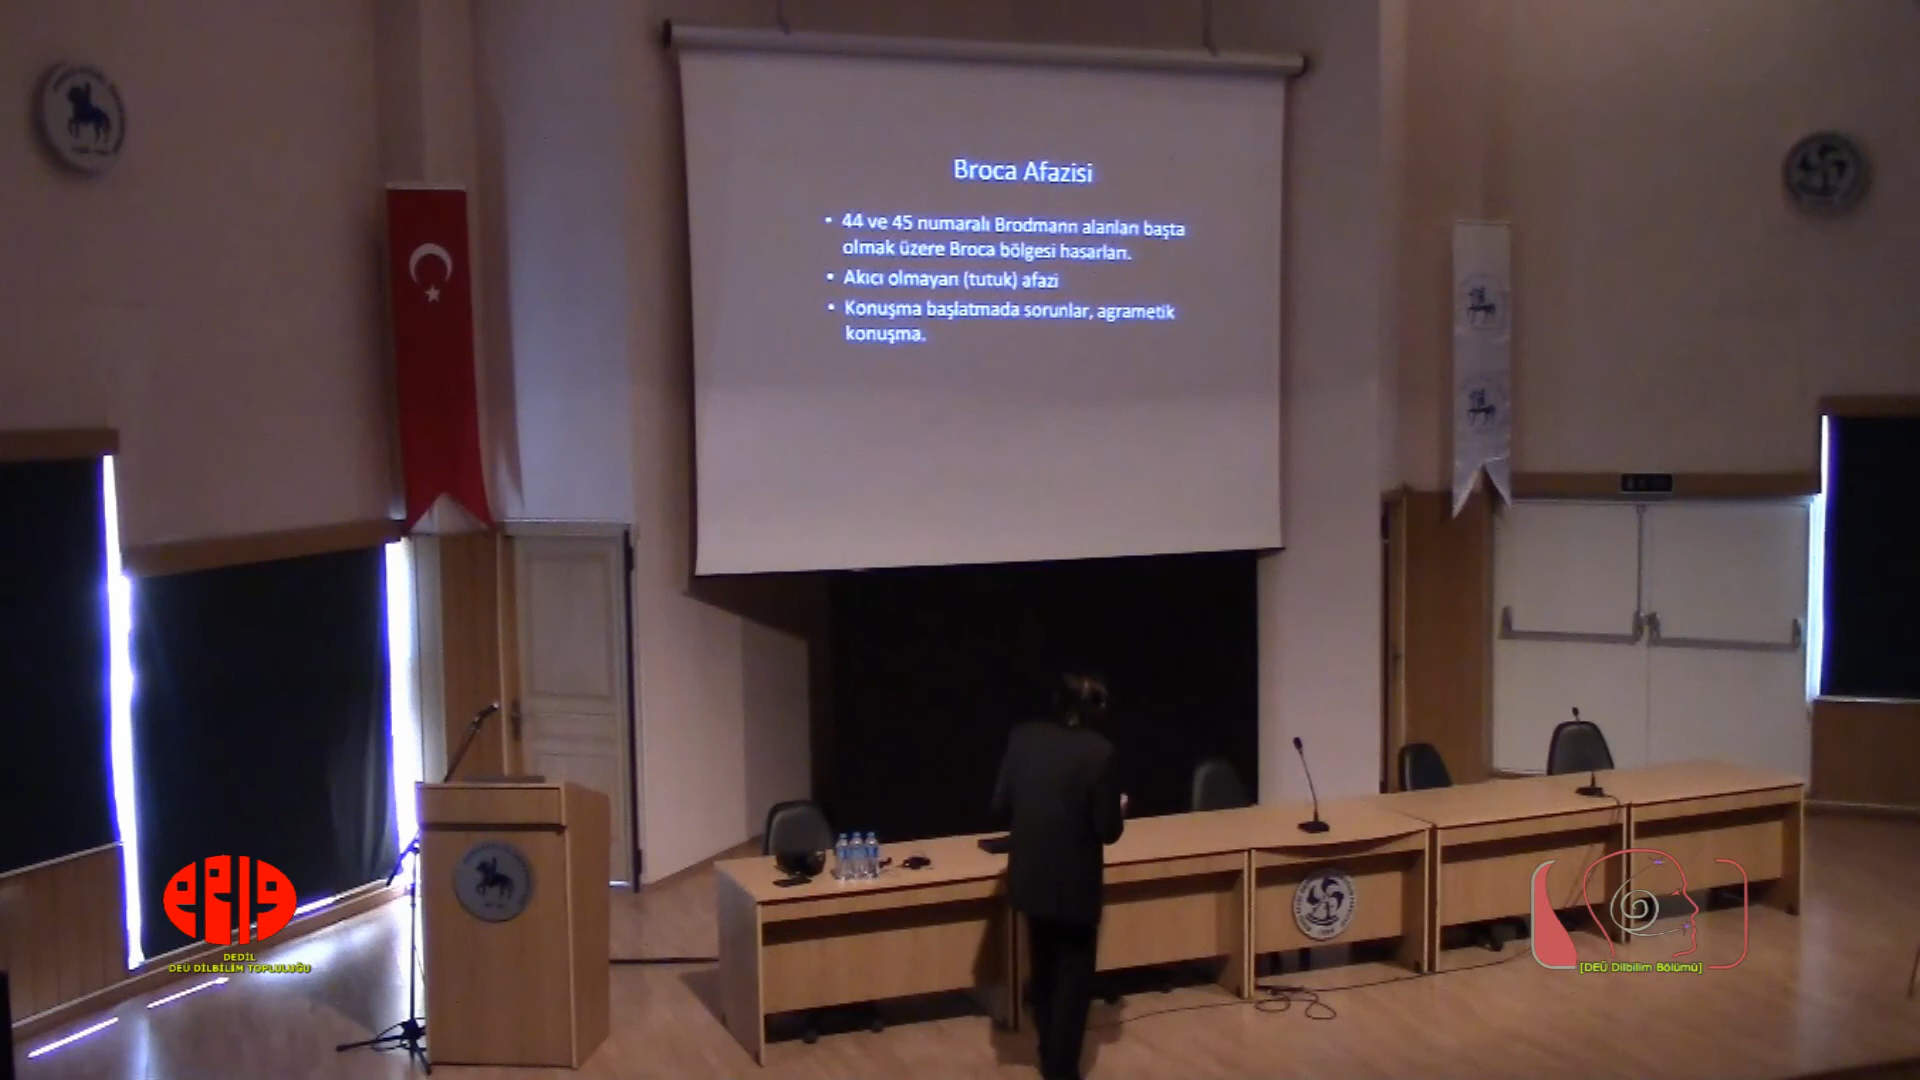 Broca Afazisi
• 44 ve 45 numaralı Brodmann alanları başta
olmak üzere Broca bölgesi hasarları.
• Akıcı olmayan (tutuk) afazi
• Konuşma başlatmada sorunlar, agrametik
konuşma.
DEDİL
DEÜ DİLBİLİM TOPLULUĞU
[DEÜ Dilbilim Bölümü]